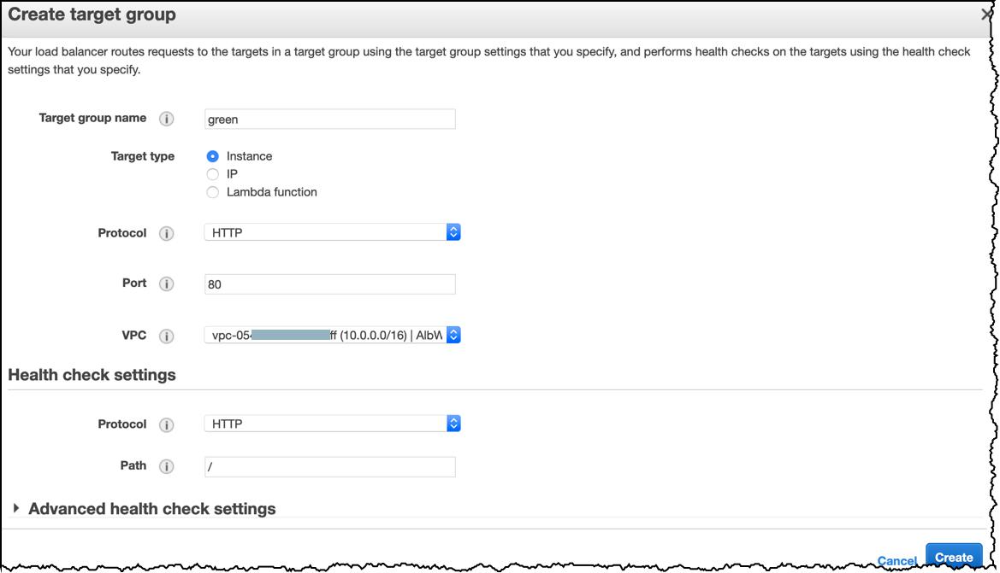 Create target group
Your load balancer routes requests to the targets in a target group using the target group settings that you specify, and performs health checks on the targets using the health check
settings that you specify.
Target group name i green
Target type Instance
IP
Lambda function
Protocol i HTTP
Port i 80
VPC i vpc-05 ff (10.0.0.0/16) | AlbW
Health check settings
Protocol i HTTP
Path i /
Advanced health check settings
Cancel Create